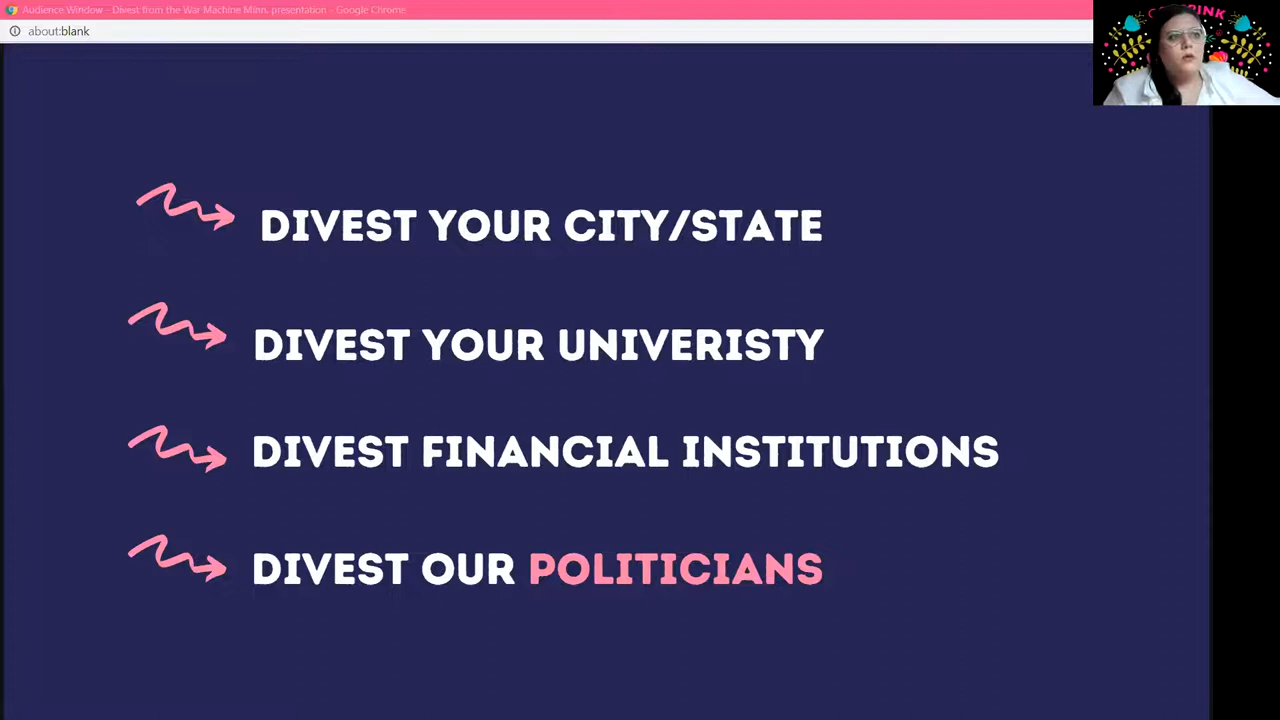 Audience Window - Divest from the War Machine Minn. presentation - Google Chrome
about:blank
PINK
DIVEST YOUR CITY/STATE
DIVEST YOUR UNIVERISTY
DIVEST FINANCIAL INSTITUTIONS
DIVEST OUR POLITICIANS